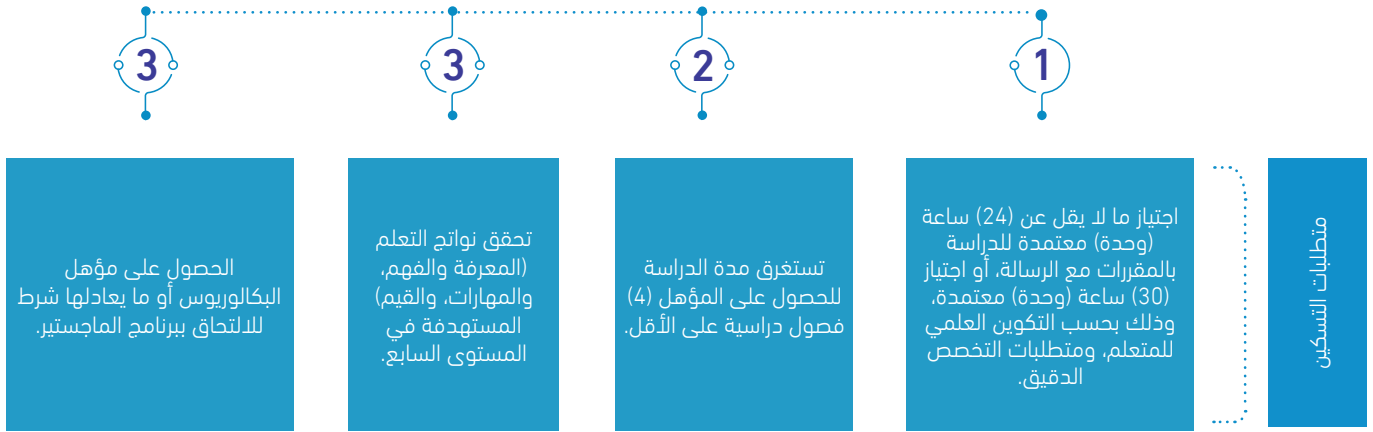 متطلبات التسكين
1
اجتياز ما لا يقل عن (24) ساعة
(وحدة) معتمدة للدراسة
بالمقررات مع الرسالة، أو اجتياز
(30) ساعة (وحدة) معتمدة،
وذلك بحسب التكوين العلمي
للمتعلم، ومتطلبات التخصص
الدقيق.
2
تستغرق مدة الدراسة
للحصول على المؤهل (4)
فصول دراسية على الأقل.
3
تحقق نواتج التعلم
(المعرفة والفهم،
والمهارات، والقيم)
المستهدفة في
المستوى السابع.
3
الحصول على مؤهل
البكالوريوس أو ما يعادلها شرط
للالتحاق ببرنامج الماجستير.